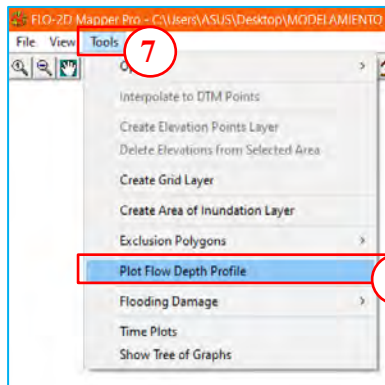 FLO-2D Mapper Pro - C:\Users\ASUS\Desktop\MODELAMIENTO
File View Tools
7
Interpolate to DTM Points
Create Elevation Points Layer
Delete Elevations from Selected Area
Create Grid Layer
Create Area of Inundation Layer
Exclusion Polygons
Plot Flow Depth Profile
Flooding Damage
Time Plots
Show Tree of Graphs